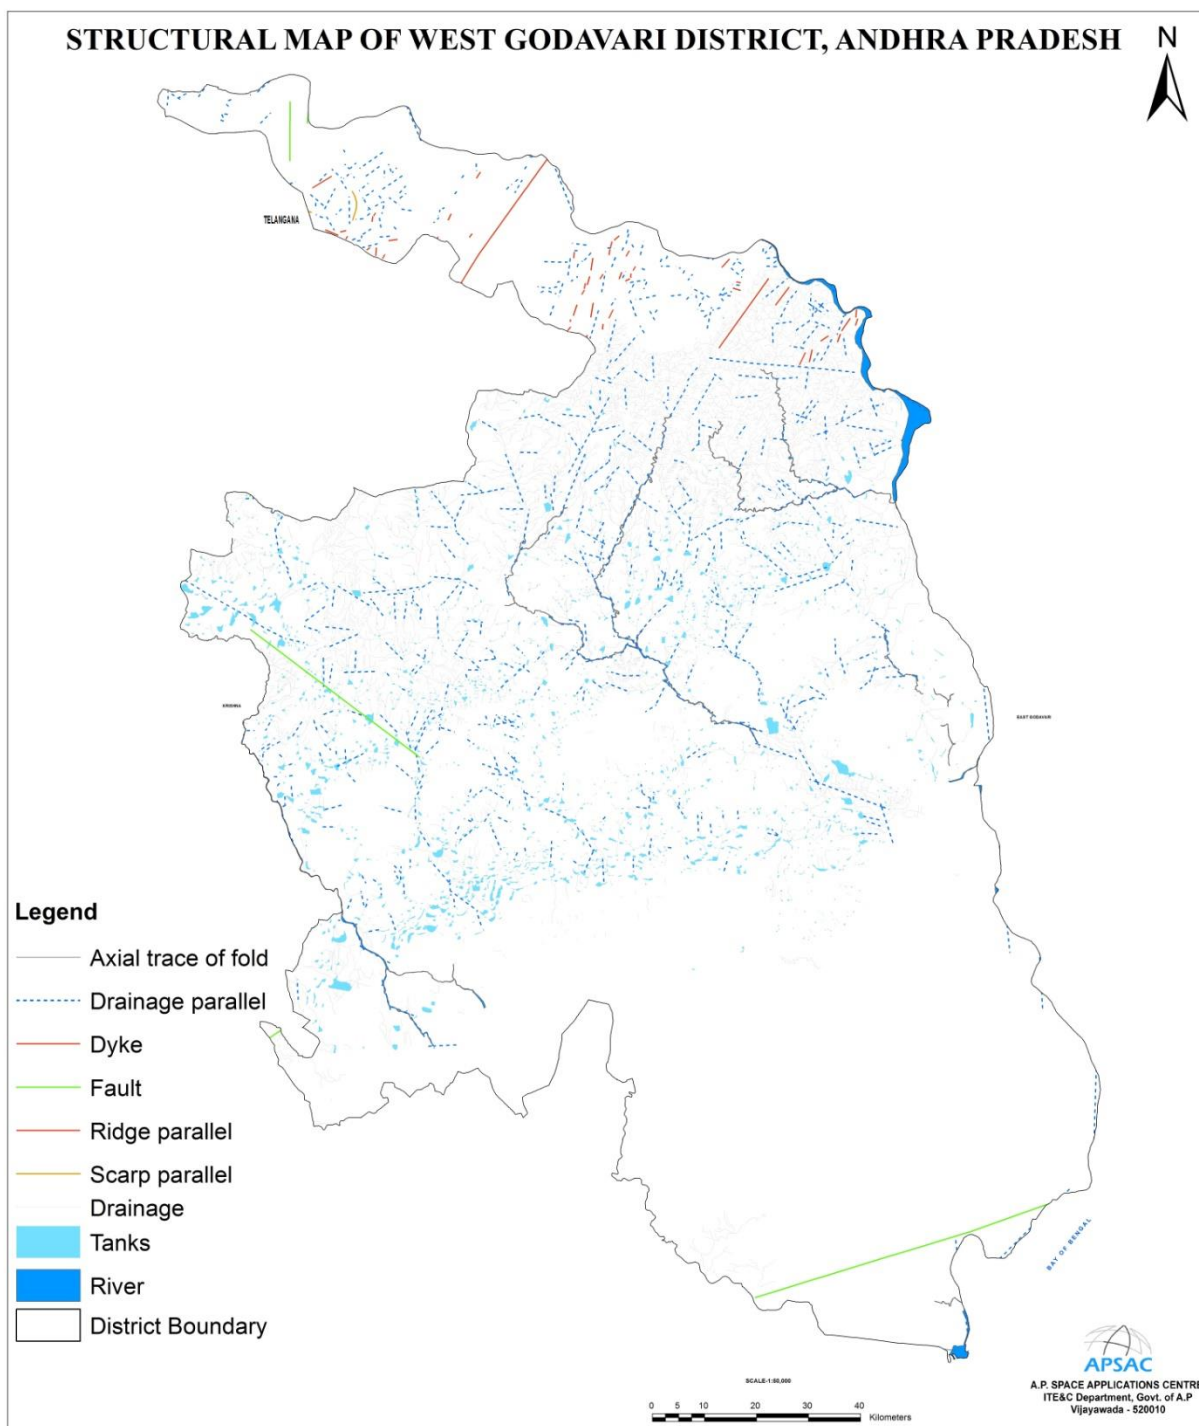 STRUCTURAL MAP OF WEST GODAVARI DISTRICT, ANDHRA PRADESH
N
TELANGANA
KRISHNA
EAST GODAVARI
Legend
Axial trace of fold
Drainage parallel
Dyke
Fault
Ridge parallel
Scarp parallel
Drainage
Tanks
River
District Boundary
BAY OF BENGAL
APSAC
A.P. SPACE APPLICATIONS CENTRE
ITE&C Department, Govt. of A.P
Vijayawada - 520010
SCALE-1:50,000
0 5 10 20 30 40
Kilometers